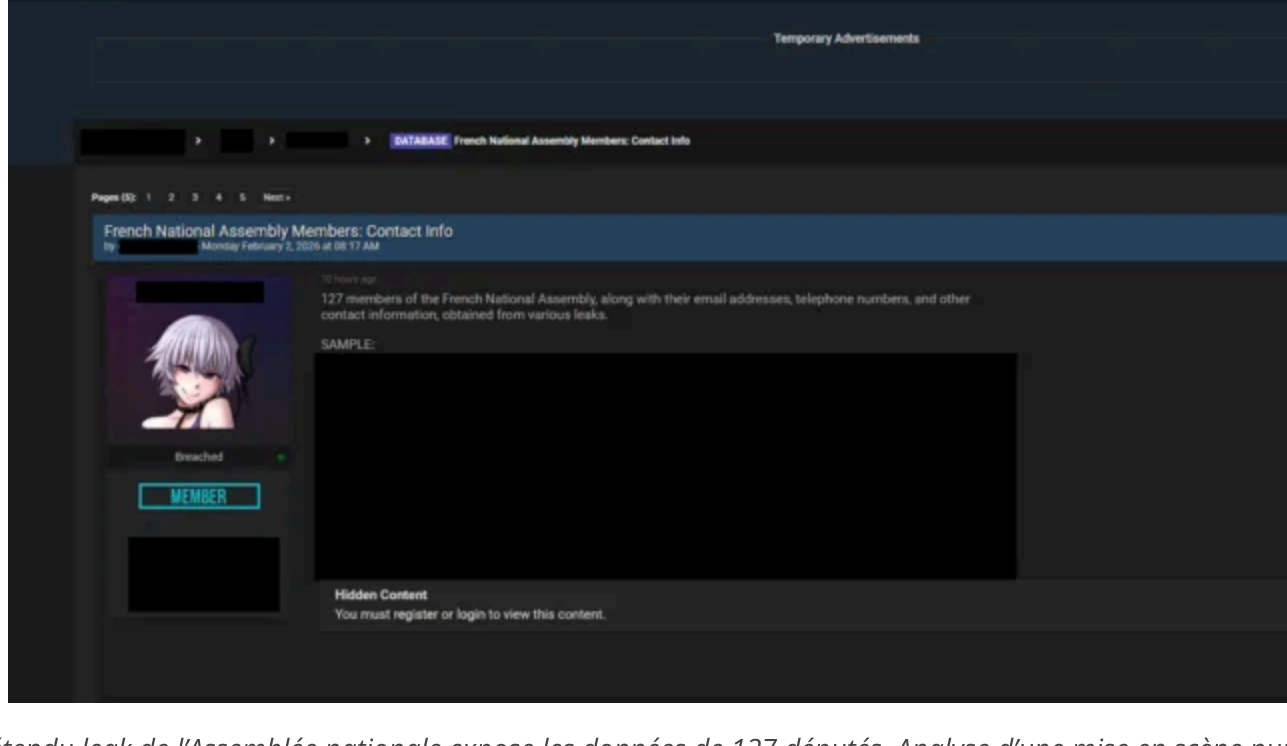 Temporary Advertisements
> > > DATABASE French National Assembly Members: Contact Info
Pages (5): 1 2 3 4 5 Next »
French National Assembly Members: Contact Info
by Monday February 2, 2026 at 08:17 AM
10 hours ago
127 members of the French National Assembly, along with their email addresses, telephone numbers, and other
contact information, obtained from various leaks.
SAMPLE:
Breached
MEMBER
Hidden Content
You must register or login to view this content.
leak de l'Assemblée nationale expose les données de 127 députés. Analyse d'une mise en scène